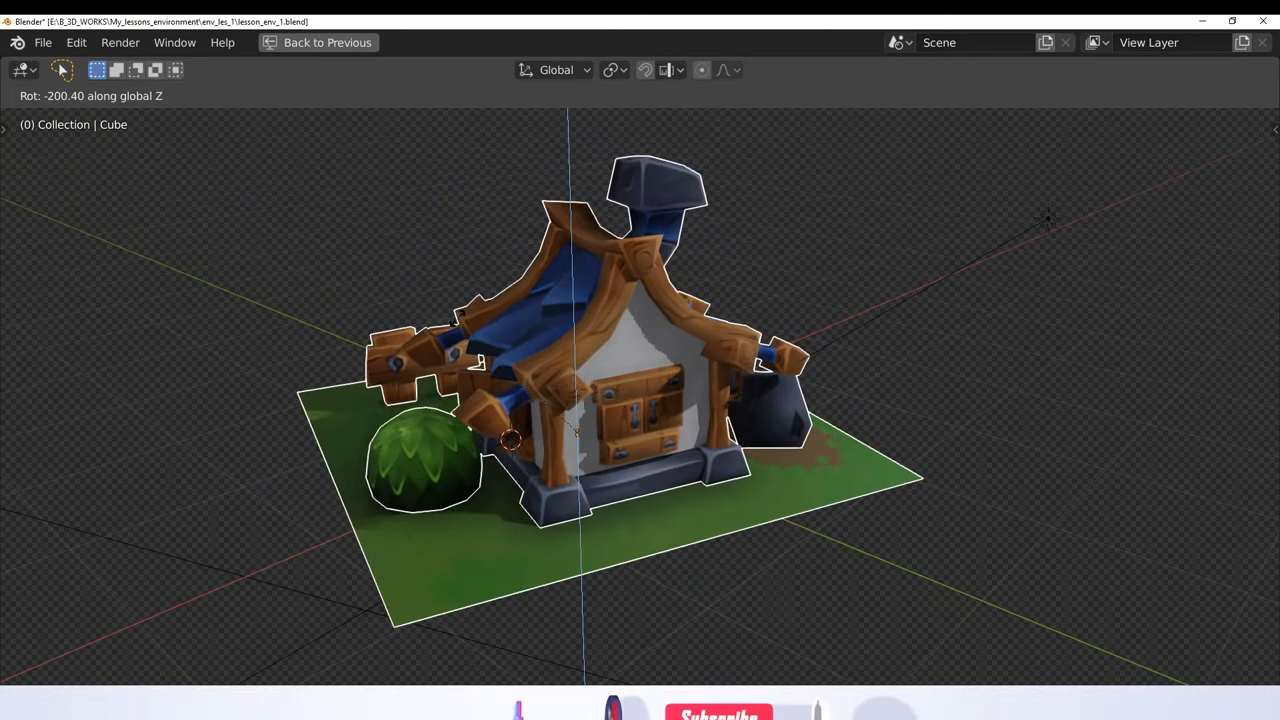 Blender* [E:\B_3D_WORKS\My_lessons_environment\env_les_1\lesson_env_1.blend]
File Edit Render Window Help Back to Previous Scene View Layer
Global
Rot: -200.40 along global Z
(0) Collection | Cube
Subscribe